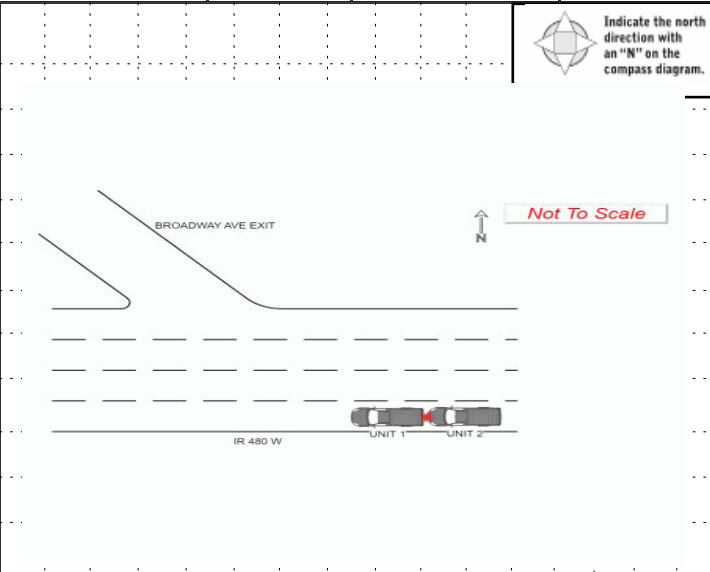 Indicate the north
direction with
an “N” on the
compass diagram.
Not To Scale
BROADWAY AVE EXIT
N
UNIT 1
UNIT 2
IR 480 W